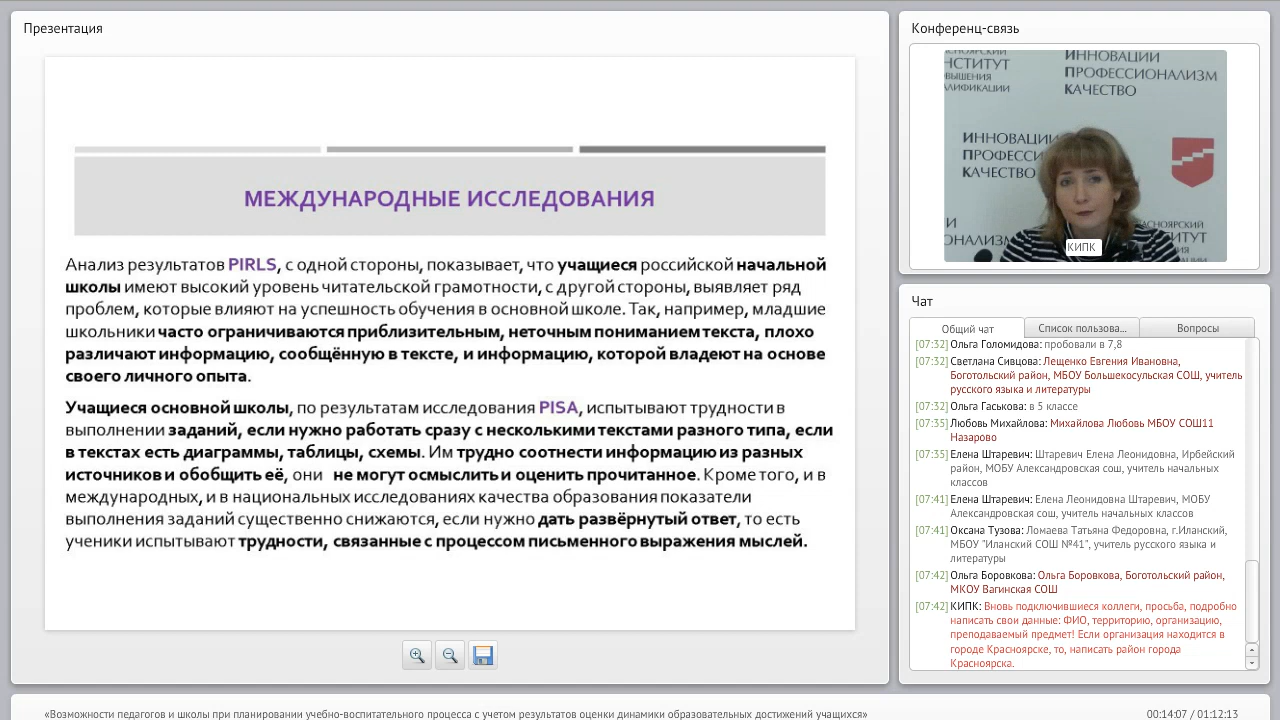 Презентация
МЕЖДУНАРОДНЫЕ ИССЛЕДОВАНИЯ
Анализ результатов PIRLS, с одной стороны, показывает, что учащиеся российской начальной
школы имеют высокий уровень читательской грамотности, с другой стороны, выявляет ряд
проблем, которые влияют на успешность обучения в основной школе. Так, например, младшие
школьники часто ограничиваются приблизительным, неточным пониманием текста, плохо
различают информацию, сообщённую в тексте, и информацию, которой владеют на основе
своего личного опыта.
Учащиеся основной школы, по результатам исследования PISA, испытывают трудности в
выполнении заданий, если нужно работать сразу с несколькими текстами разного типа, если
в текстах есть диаграммы, таблицы, схемы. Им трудно соотнести информацию из разных
источников и обобщить её, они не могут осмыслить и оценить прочитанное. Кроме того, и в
международных, и в национальных исследованиях качества образования показатели
выполнения заданий существенно снижаются, если нужно дать развёрнутый ответ, то есть
ученики испытывают трудности, связанные с процессом письменного выражения мыслей.
Конференц-связь
НСТИТУТ
ИННОВАЦИИ
ПРОФЕССИОНАЛИЗМ
КАЧЕСТВО
ИННОВАЦИИ
ПРОФЕССИ
КАЧЕСТВО
АСНОЯРСКИЙ
ТИТУТ
КИПК
Чат
Общий чат
Список пользова...
Вопросы
[07:32] Ольга Голомидова: пробовали в 7,8
[07:32] Светлана Сивцова: Лещенко Евгения Ивановна,
Боготольский район, МБОУ Большекосульская СОШ, учитель
русского языка и литературы
[07:32] Ольга Гаськова: в 5 классе
[07:35] Любовь Михайлова: Михайлова Любовь МБОУ СОШ11
Назарово
[07:35] Елена Штаревич: Штаревич Елена Леонидовна, Ирбейский
район, МОБУ Александровская сош, учитель начальных
классов
[07:41] Елена Штаревич: Елена Леонидовна Штаревич, МОБУ
Александровская сош, учитель начальных классов
[07:41] Оксана Тузова: Ломаева Татьяна Федоровна, г.Иланский,
МБОУ "Иланский СОШ №41", учитель русского языка и
литературы
[07:42] Ольга Боровкова: Ольга Боровкова, Боготольский район,
МКОУ Вагинская СОШ
[07:42] КИПК: Вновь подключившиеся коллеги, просьба, подробно
написать свои данные: ФИО, территорию, организацию,
преподаваемый предмет! Если организация находится в
городе Красноярске, то, написать район города
Красноярска.
«Возможности педагогов и школы при планировании учебно-воспитательного процесса с учетом результатов оценки динамики образовательных достижений учащихся»
00:14:07 / 01:12:13